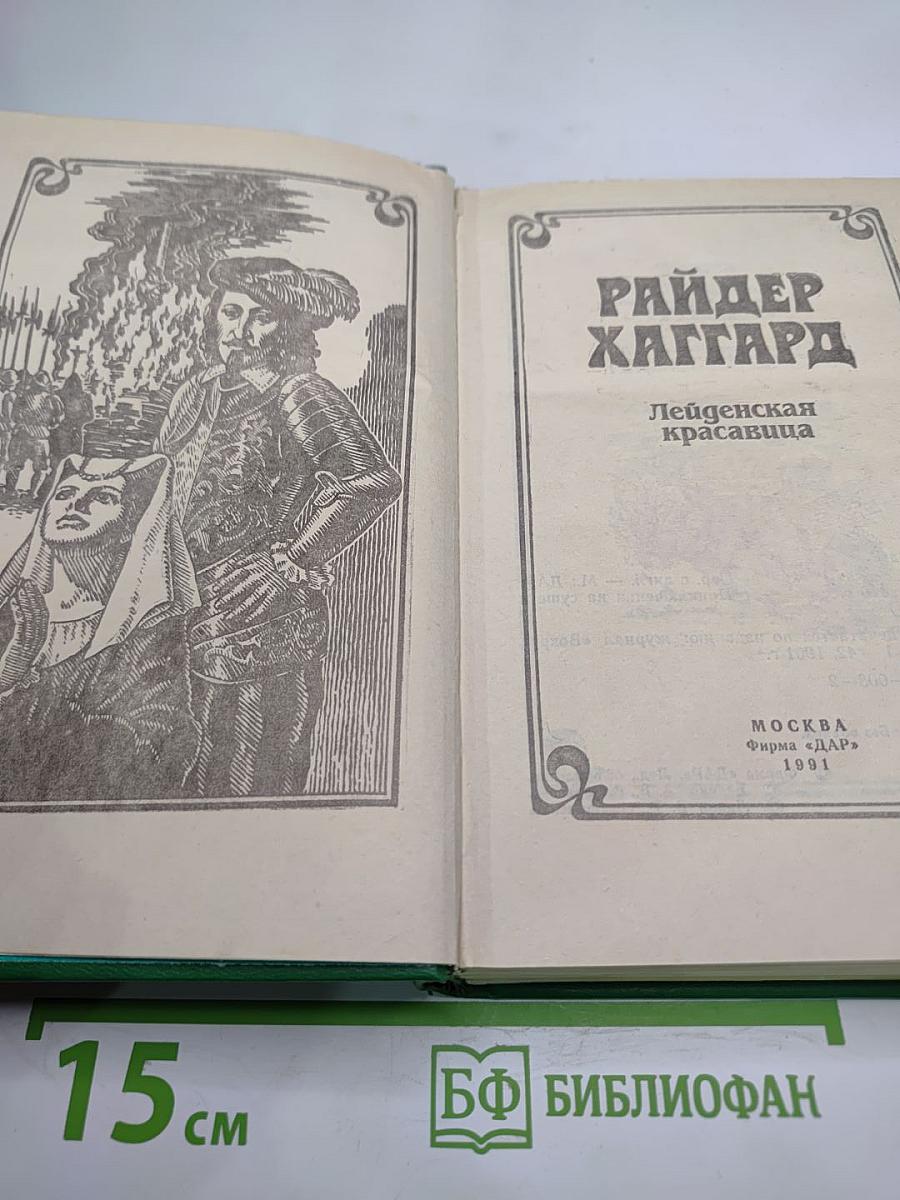 РАЙДЕР
ХАГГАРД
Лейденская
красавица
МОСКВА
Фирма «ДАР»
1991
15 см
БФ БИБЛИОФАН